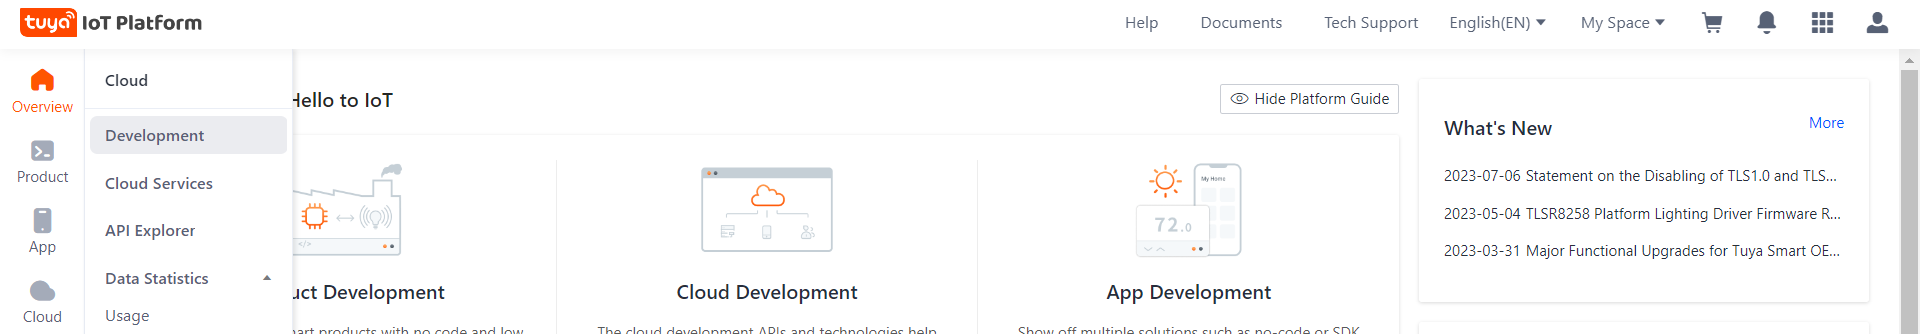 tuya IoT Platform
Help Documents Tech Support English(EN) My Space
Overview
Product
App
Cloud
Cloud
Development
Cloud Services
API Explorer
Data Statistics
Usage
Hello to IoT
Hide Platform Guide
uct Development
art products with no code and low
Cloud Development
The cloud development APIs and technologies help
My Home
72.0
App Development
Show off multiple solutions such as no-code or SDK
What's New
More
2023-07-06 Statement on the Disabling of TLS1.0 and TLS...
2023-05-04 TLSR8258 Platform Lighting Driver Firmware R...
2023-03-31 Major Functional Upgrades for Tuya Smart OE...